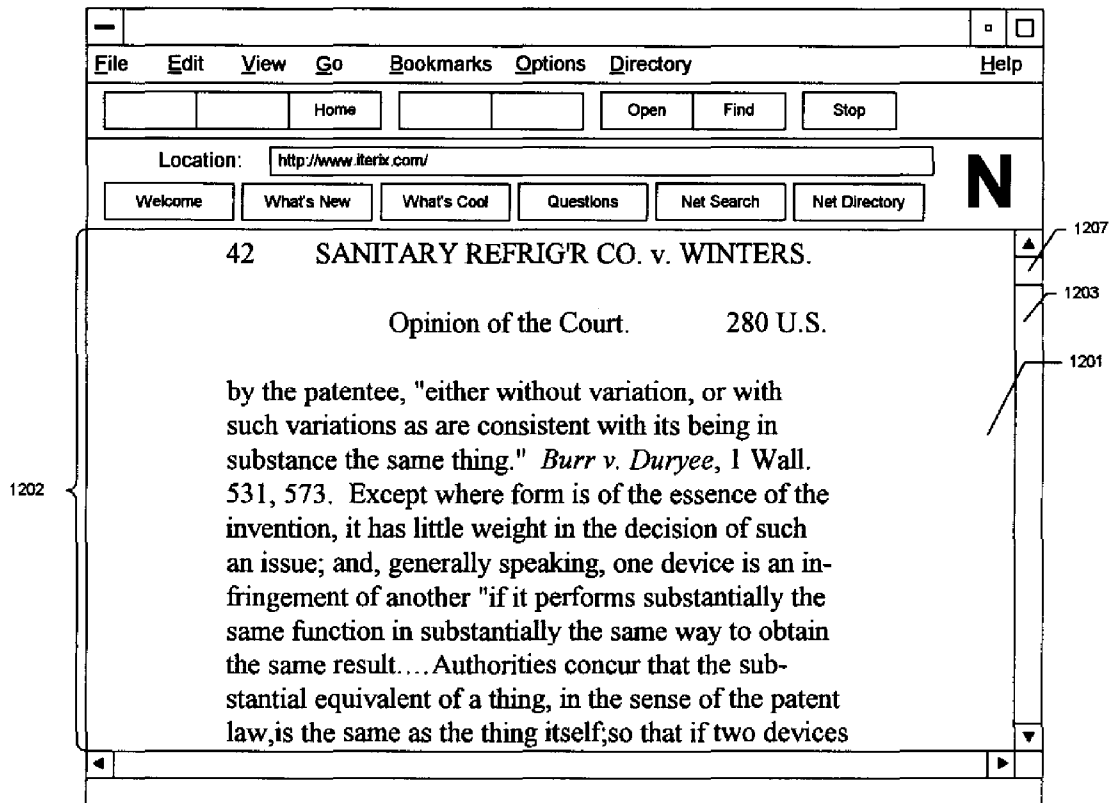 File Edit View Go Bookmarks Options Directory Help
Home Open Find Stop
Location: http://www.iterix.com/
N
Welcome What's New What's Cool Questions Net Search Net Directory
1207
42 SANITARY REFRIG'R CO. v. WINTERS.
1203
Opinion of the Court. 280 U.S.
1201
by the patentee, "either without variation, or with
such variations as are consistent with its being in
substance the same thing." Burr v. Duryee, 1 Wall.
1202
531, 573. Except where form is of the essence of the
invention, it has little weight in the decision of such
an issue; and, generally speaking, one device is an in-
fringement of another "if it performs substantially the
same function in substantially the same way to obtain
the same result....Authorities concur that the sub-
stantial equivalent of a thing, in the sense of the patent
law,is the same as the thing itself;so that if two devices